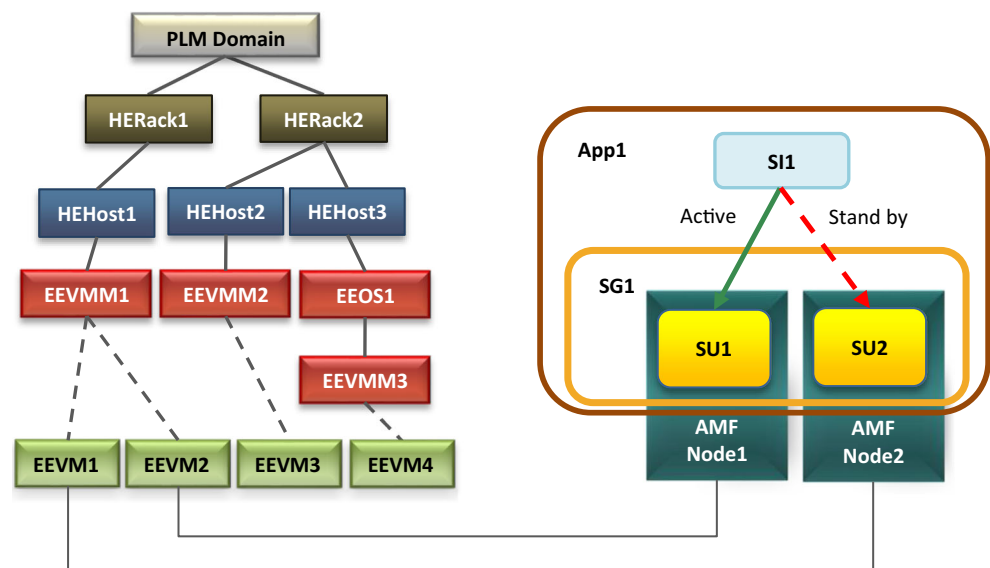 PLM Domain
HERack1
HERack2
HEHost1
HEHost2
HEHost3
EEVMM1
EEVMM2
EEOS1
EEVMM3
EEVM1
EEVM2
EEVM3
EEVM4
App1
SI1
Active
Stand by
SG1
SU1
SU2
AMF
Node1
AMF
Node2